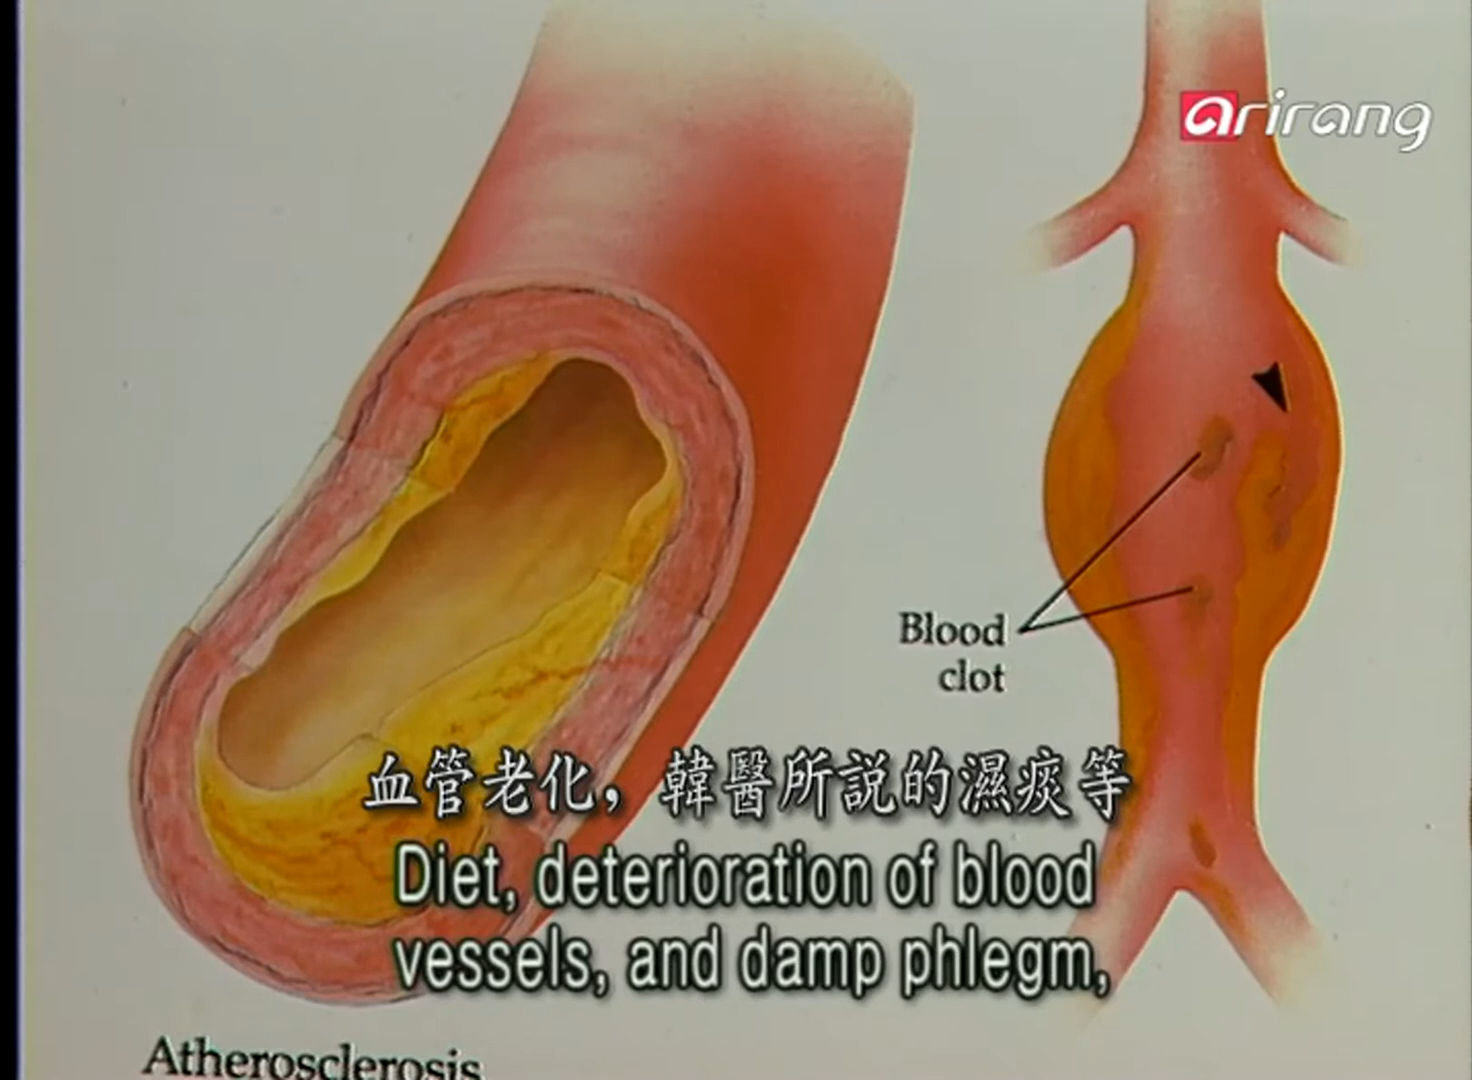 arirang
Blood
clot
血管老化，韓醫所説的濕痰等
Diet, deterioration of blood
vessels, and damp phlegm,
Atherosclerosis